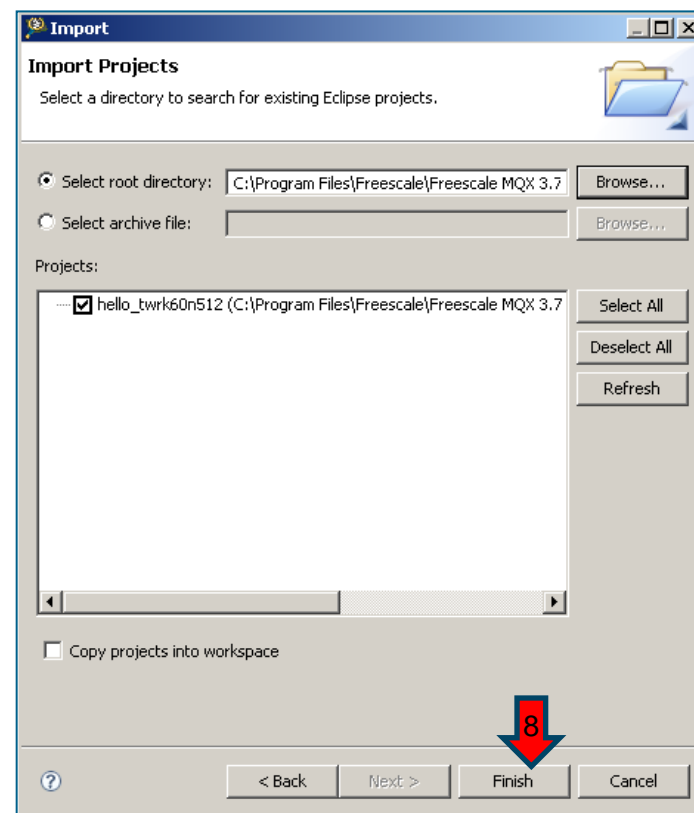 Import
Import Projects
Select a directory to search for existing Eclipse projects.
Select root directory: C:\Program Files\Freescale\Freescale MQX 3.7 Browse...
Select archive file: Browse...
Projects:
hello_twrk60n512 (C:\Program Files\Freescale\Freescale MQX 3.7
Select All
Deselect All
Refresh
Copy projects into workspace
8
? < Back Next > Finish Cancel